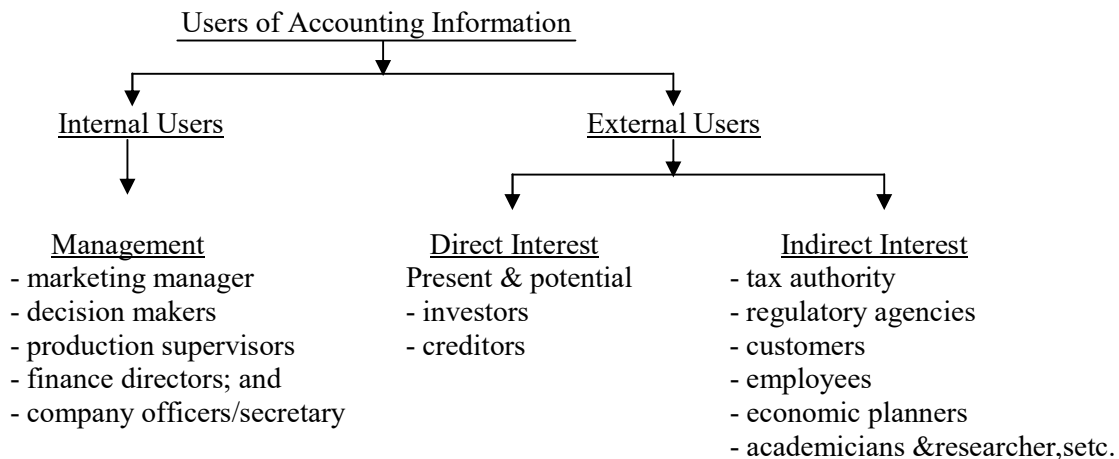 Users of Accounting Information
Internal Users
External Users
Management
- marketing manager
- decision makers
- production supervisors
- finance directors; and
- company officers/secretary
Direct Interest
Present & potential
- investors
- creditors
Indirect Interest
- tax authority
- regulatory agencies
- customers
- employees
- economic planners
- academicians &researcher,setc.